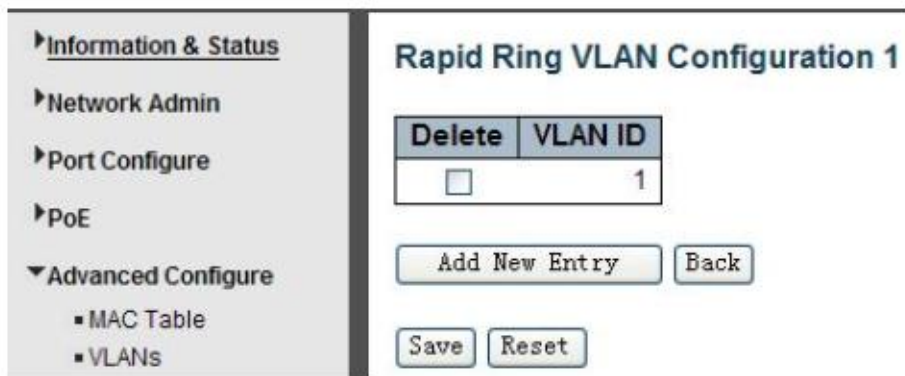 Information & Status
Network Admin
Port Configure
PoE
Advanced Configure
MAC Table
VLANs
Rapid Ring VLAN Configuration 1
Delete VLAN ID
1
Add New Entry Back
Save Reset